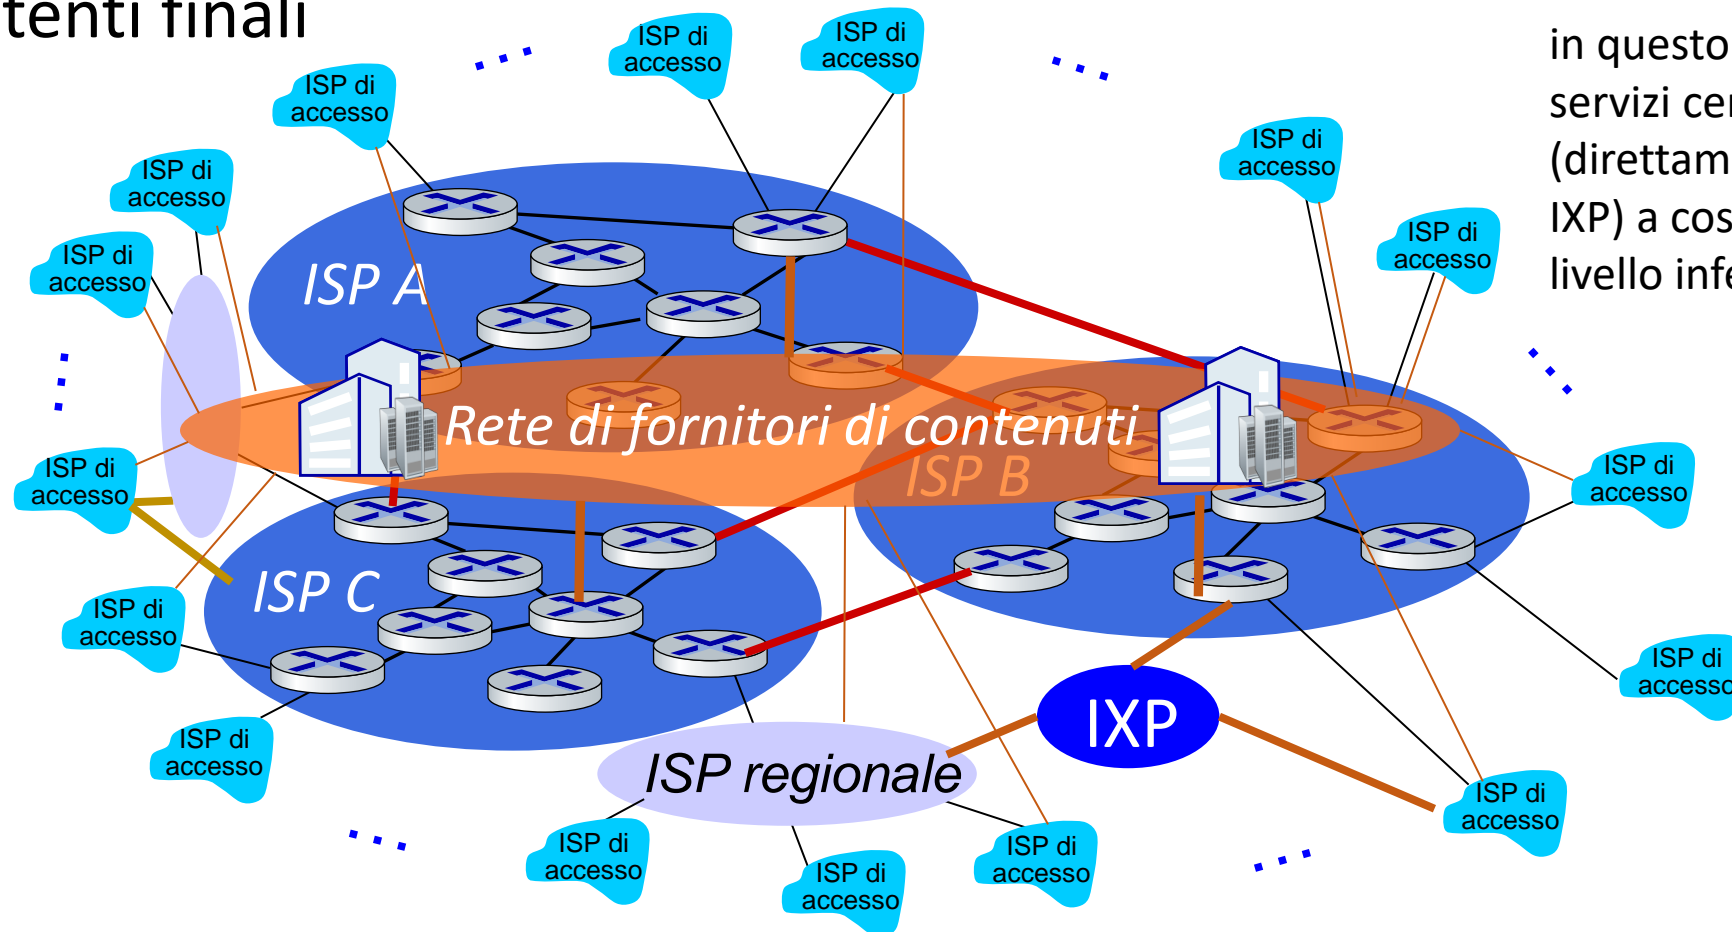 tenti finali
in questo
servizi cer
(direttam
IXP) a cos
livello infe
ISP di
accesso
ISP di
accesso
ISP di
accesso
ISP di
accesso
ISP di
accesso
ISP di
accesso
ISP di
accesso
ISP di
accesso
ISP A
Rete di fornitori di contenuti
ISP B
ISP di
accesso
ISP di
accesso
ISP C
ISP di
accesso
ISP di
accesso
ISP di
accesso
IXP
ISP regionale
ISP di
accesso
ISP di
accesso
ISP di
accesso
ISP di
accesso